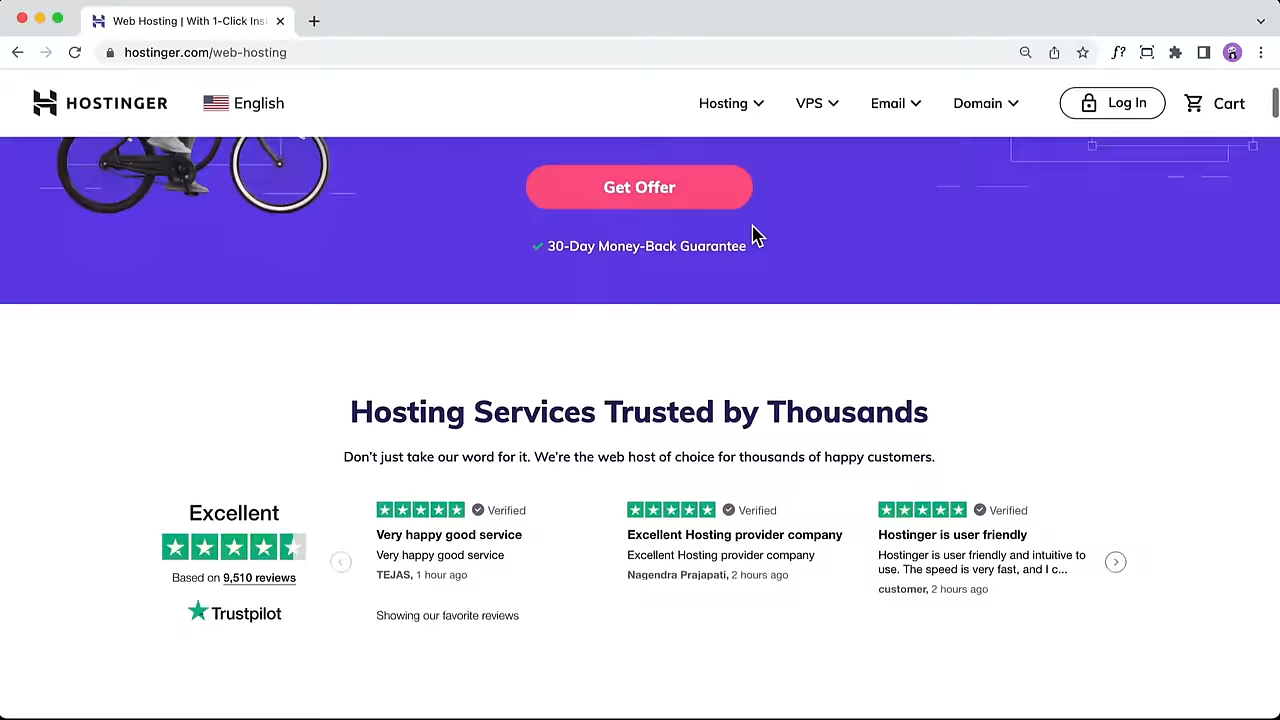 Web Hosting | With 1-Click Ins
hostinger.com/web-hosting
f?
HOSTINGER
English
Hosting
VPS
Email
Domain
Log In
Cart
Get Offer
30-Day Money-Back Guarantee
Hosting Services Trusted by Thousands
Don't just take our word for it. We're the web host of choice for thousands of happy customers.
Excellent
Based on 9,510 reviews
Trustpilot
Verified
Very happy good service
Very happy good service
TEJAS, 1 hour ago
Showing our favorite reviews
Verified
Excellent Hosting provider company
Excellent Hosting provider company
Nagendra Prajapati, 2 hours ago
Verified
Hostinger is user friendly
Hostinger is user friendly and intuitive to
use. The speed is very fast, and I c...
customer, 2 hours ago